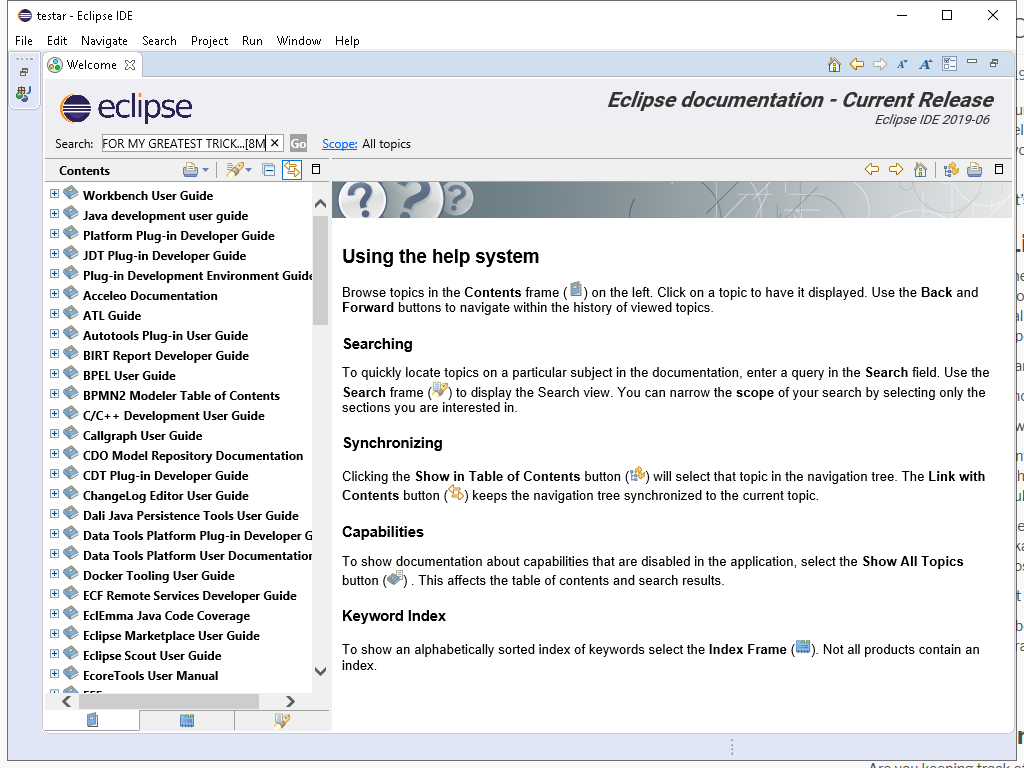 testar - Eclipse IDE
File Edit Navigate Search Project Run Window Help
Welcome
eclipse
Eclipse documentation - Current Release
Eclipse IDE 2019-06
Search: FOR MY GREATEST TRICK...[8M Go Scope: All topics
Contents
Workbench User Guide
Java development user guide
Platform Plug-in Developer Guide
JDT Plug-in Developer Guide
Plug-in Development Environment Guide
Acceleo Documentation
ATL Guide
Autotools Plug-in User Guide
BIRT Report Developer Guide
BPEL User Guide
BPMN2 Modeler Table of Contents
C/C++ Development User Guide
Callgraph User Guide
CDO Model Repository Documentation
CDT Plug-in Developer Guide
ChangeLog Editor User Guide
Dali Java Persistence Tools User Guide
Data Tools Platform Plug-in Developer G
Data Tools Platform User Documentation
Docker Tooling User Guide
ECF Remote Services Developer Guide
EclEmma Java Code Coverage
Eclipse Marketplace User Guide
Eclipse Scout User Guide
EcoreTools User Manual
Using the help system
Browse topics in the Contents frame ( ) on the left. Click on a topic to have it displayed. Use the Back and
Forward buttons to navigate within the history of viewed topics.
Searching
To quickly locate topics on a particular subject in the documentation, enter a query in the Search field. Use the
Search frame ( ) to display the Search view. You can narrow the scope of your search by selecting only the
sections you are interested in.
Synchronizing
Clicking the Show in Table of Contents button ( ) will select that topic in the navigation tree. The Link with
Contents button ( ) keeps the navigation tree synchronized to the current topic.
Capabilities
To show documentation about capabilities that are disabled in the application, select the Show All Topics
button ( ) . This affects the table of contents and search results.
Keyword Index
To show an alphabetically sorted index of keywords select the Index Frame ( ). Not all products contain an
index.